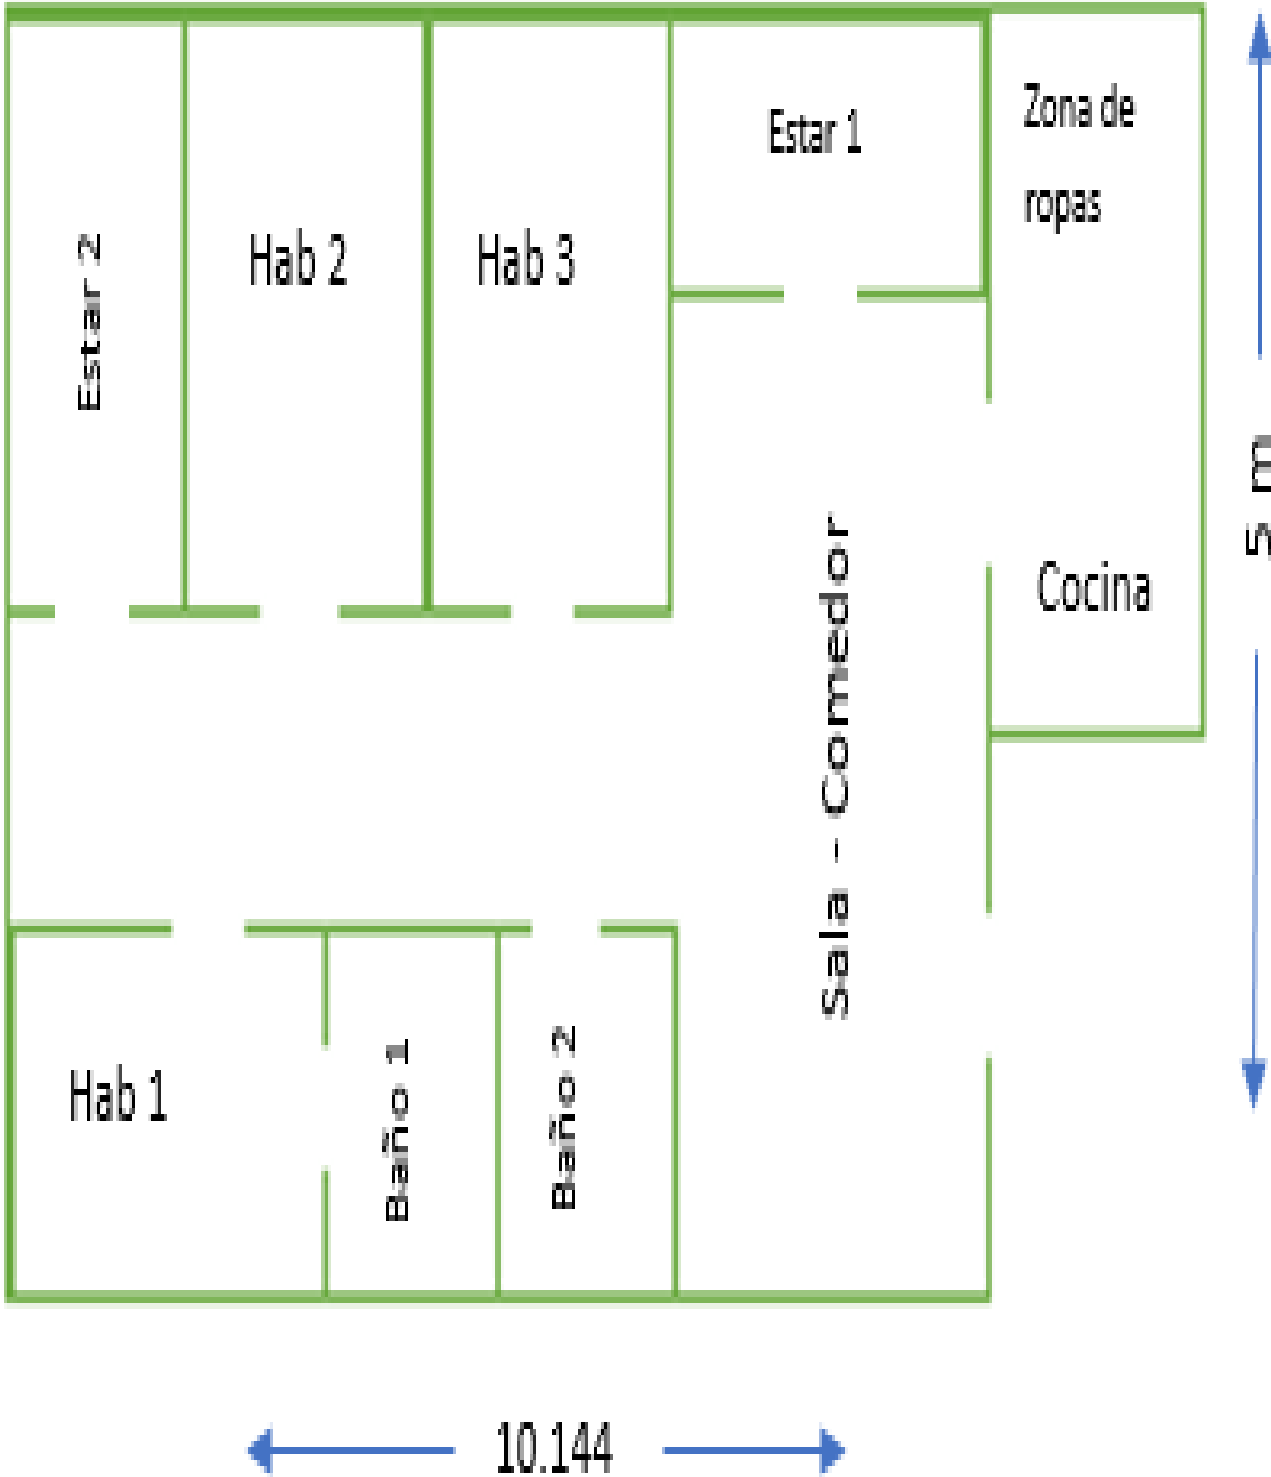 Estar 1
Zona de
ropas
Estar 2
Hab 2
Hab 3
Cocina
5 m
Sala - Comedor
Hab 1
Baño 1
Baño 2
10.144